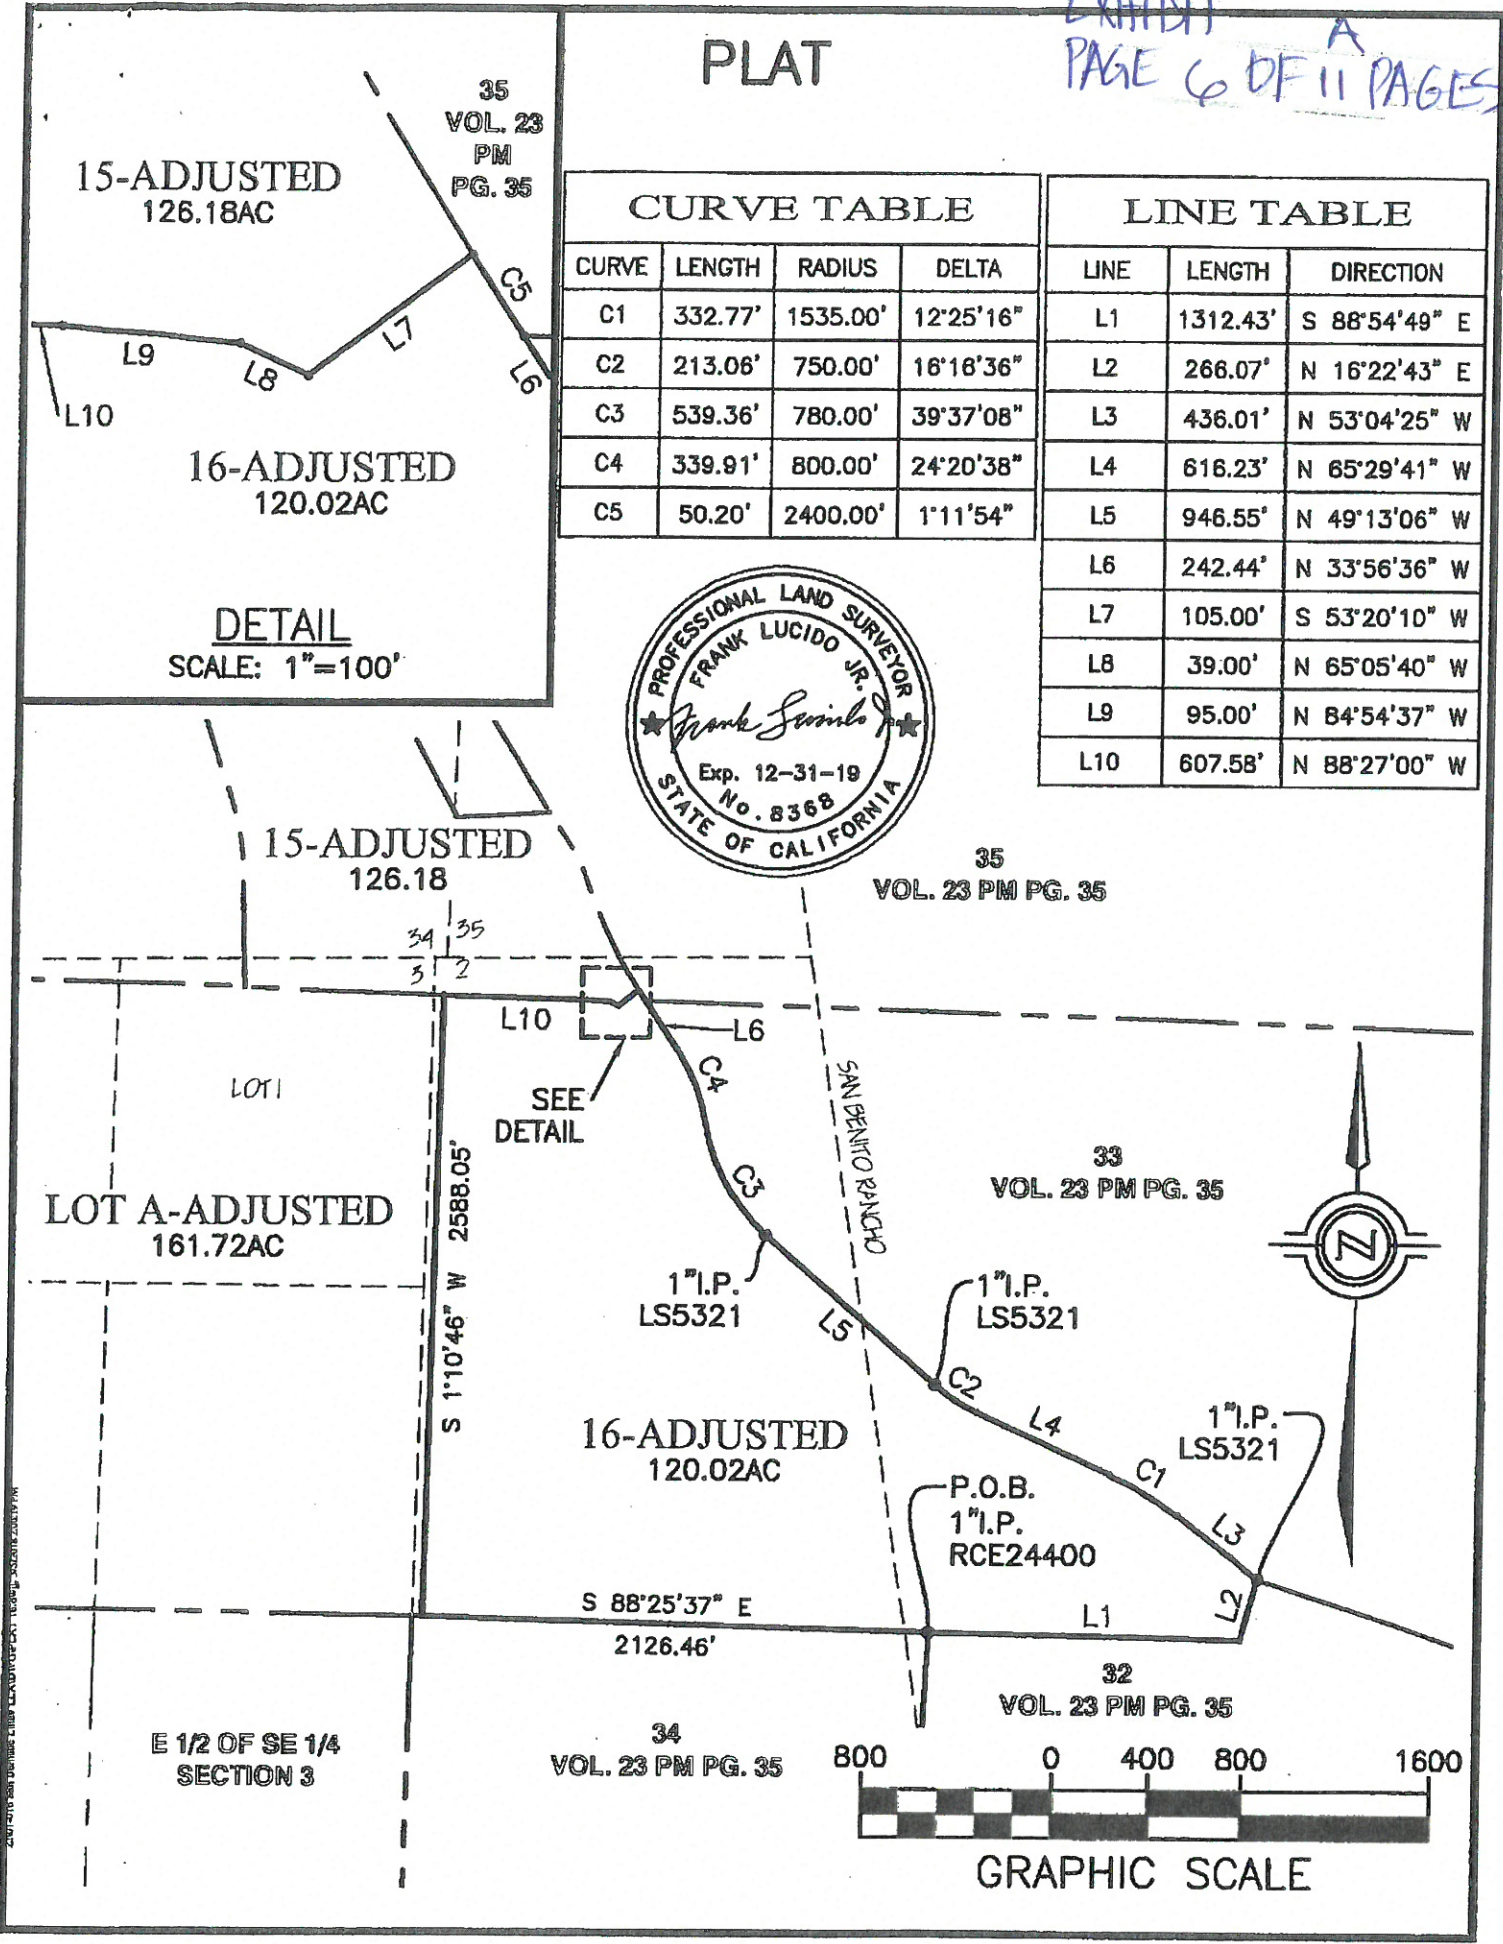 EXHIBIT A
PAGE 6 OF 11 PAGES
PLAT
35
VOL. 23
PM
PG. 35
15-ADJUSTED
126.18AC
C5
L7
L6
L9
L8
L10
16-ADJUSTED
120.02AC
DETAIL
SCALE: 1"=100'
CURVE TABLE
CURVE LENGTH RADIUS DELTA
C1 332.77' 1535.00' 12°25'16"
C2 213.06' 750.00' 16°16'36"
C3 539.36' 780.00' 39°37'08"
C4 339.91' 800.00' 24°20'38"
C5 50.20' 2400.00' 1°11'54"
LINE TABLE
LINE LENGTH DIRECTION
L1 1312.43' S 88°54'49" E
L2 266.07' N 16°22'43" E
L3 436.01' N 53°04'25" W
L4 616.23' N 65°29'41" W
L5 946.55' N 49°13'06" W
L6 242.44' N 33°56'36" W
L7 105.00' S 53°20'10" W
L8 39.00' N 65°05'40" W
L9 95.00' N 84°54'37" W
L10 607.58' N 88°27'00" W
PROFESSIONAL LAND SURVEYOR
FRANK LUCIDO JR.
Frank Lucido Jr
Exp. 12-31-19
No. 8368
STATE OF CALIFORNIA
15-ADJUSTED
126.18
35
VOL. 23 PM PG. 35
34 35
3 2
L10
L6
C4
SEE
DETAIL
LOT 1
SAN BENITO RANCHO
33
VOL. 23 PM PG. 35
C3
LOT A-ADJUSTED
161.72AC
S 1°10'46" W 2588.05'
N
1"I.P.
LS5321
1"I.P.
LS5321
L5
C2
L4
1"I.P.
LS5321
16-ADJUSTED
120.02AC
C1
P.O.B.
1"I.P.
RCE24400
L3
S 88°25'37" E
2126.46'
L1
L2
32
VOL. 23 PM PG. 35
E 1/2 OF SE 1/4
SECTION 3
34
VOL. 23 PM PG. 35
800 0 400 800 1600
GRAPHIC SCALE